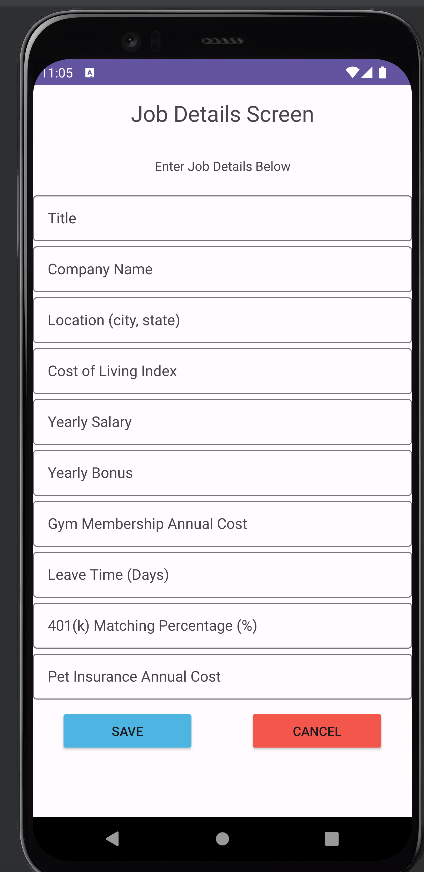 11:05 A
Job Details Screen
Enter Job Details Below
Title
Company Name
Location (city, state)
Cost of Living Index
Yearly Salary
Yearly Bonus
Gym Membership Annual Cost
Leave Time (Days)
401(k) Matching Percentage (%)
Pet Insurance Annual Cost
SAVE CANCEL